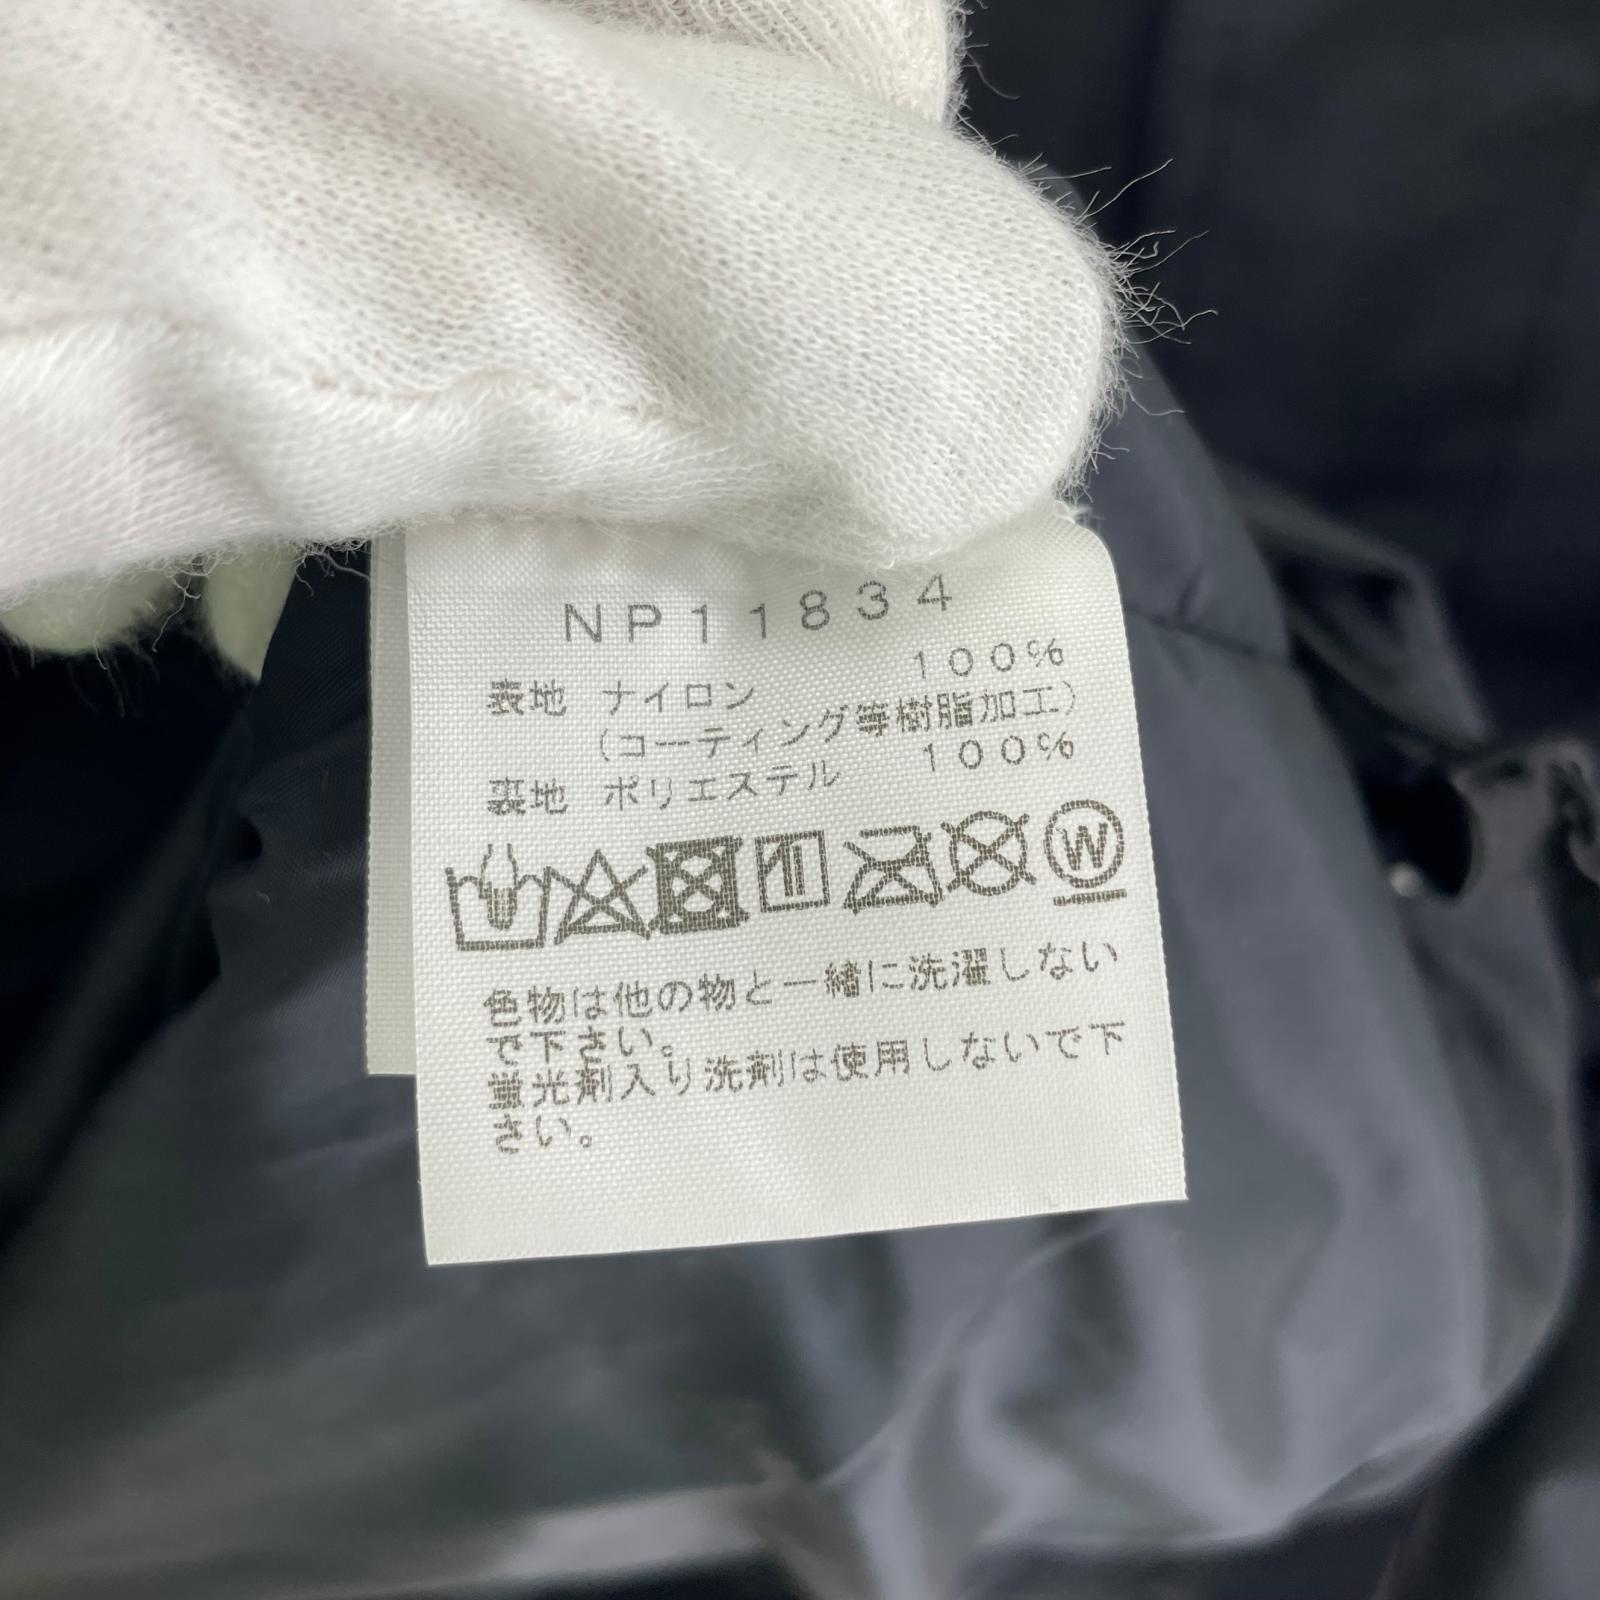 NP11834
表地 ナイロン 100%
(コーティング等樹脂加工)
裏地 ポリエステル 100%
W
色物は他の物と一緒に洗濯しない
で下さい。
蛍光剤入り洗剤は使用しないで下
さい。